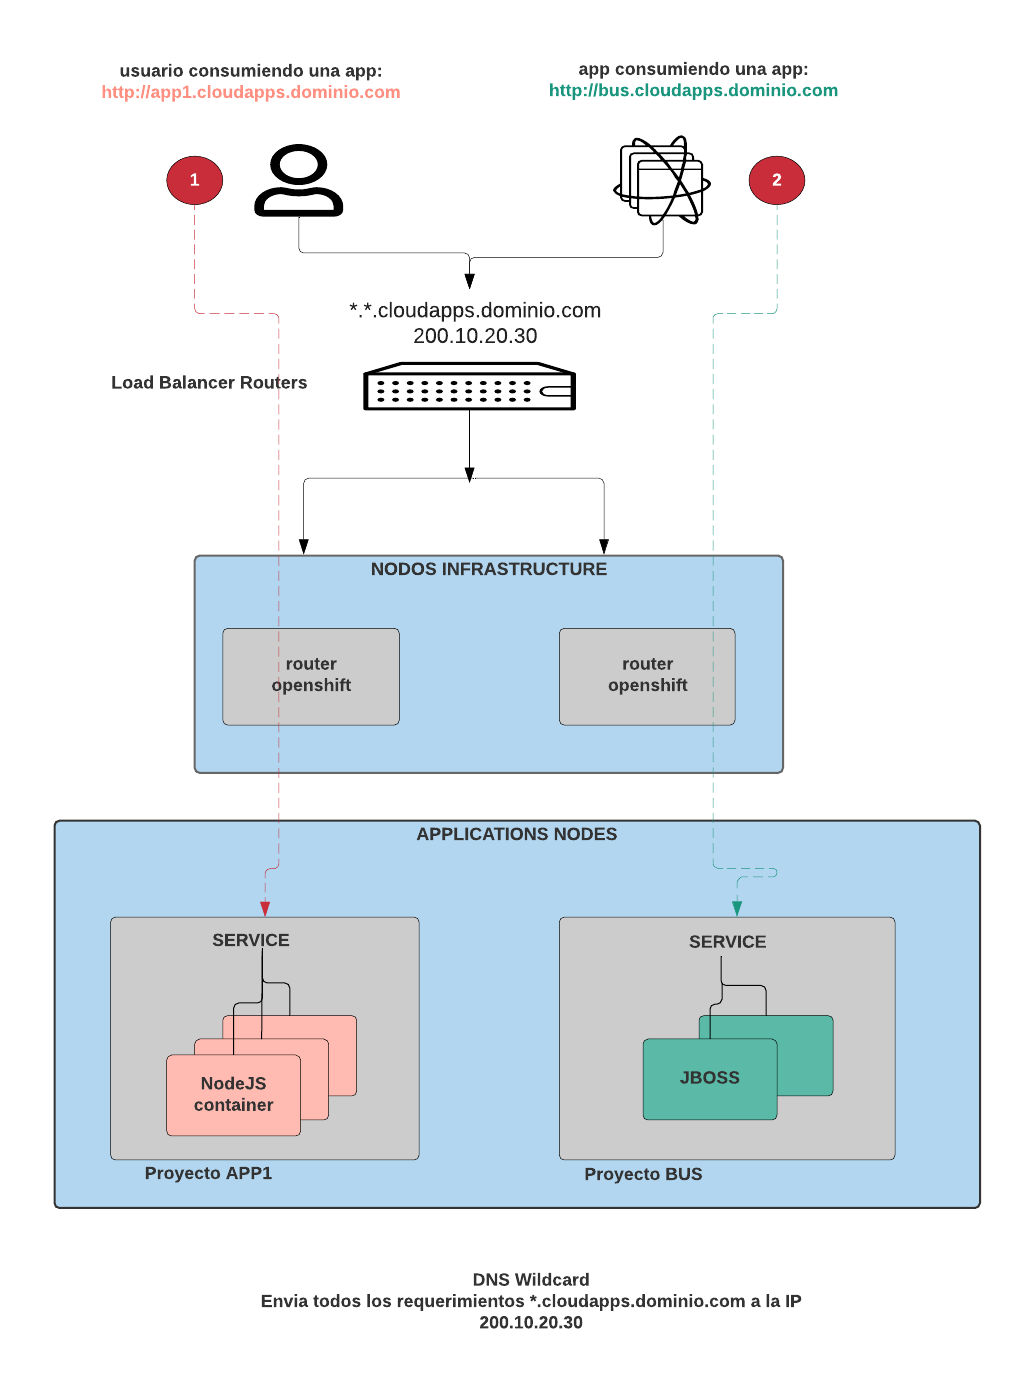 usuario consumiendo una app:
http://app1.cloudapps.dominio.com
app consumiendo una app:
http://bus.cloudapps.dominio.com
1
2
*.*.cloudapps.dominio.com
200.10.20.30
Load Balancer Routers
NODOS INFRASTRUCTURE
router
openshift
router
openshift
APPLICATIONS NODES
SERVICE
NodeJS
container
Proyecto APP1
SERVICE
JBOSS
Proyecto BUS
DNS Wildcard
Envia todos los requerimientos *.cloudapps.dominio.com a la IP
200.10.20.30